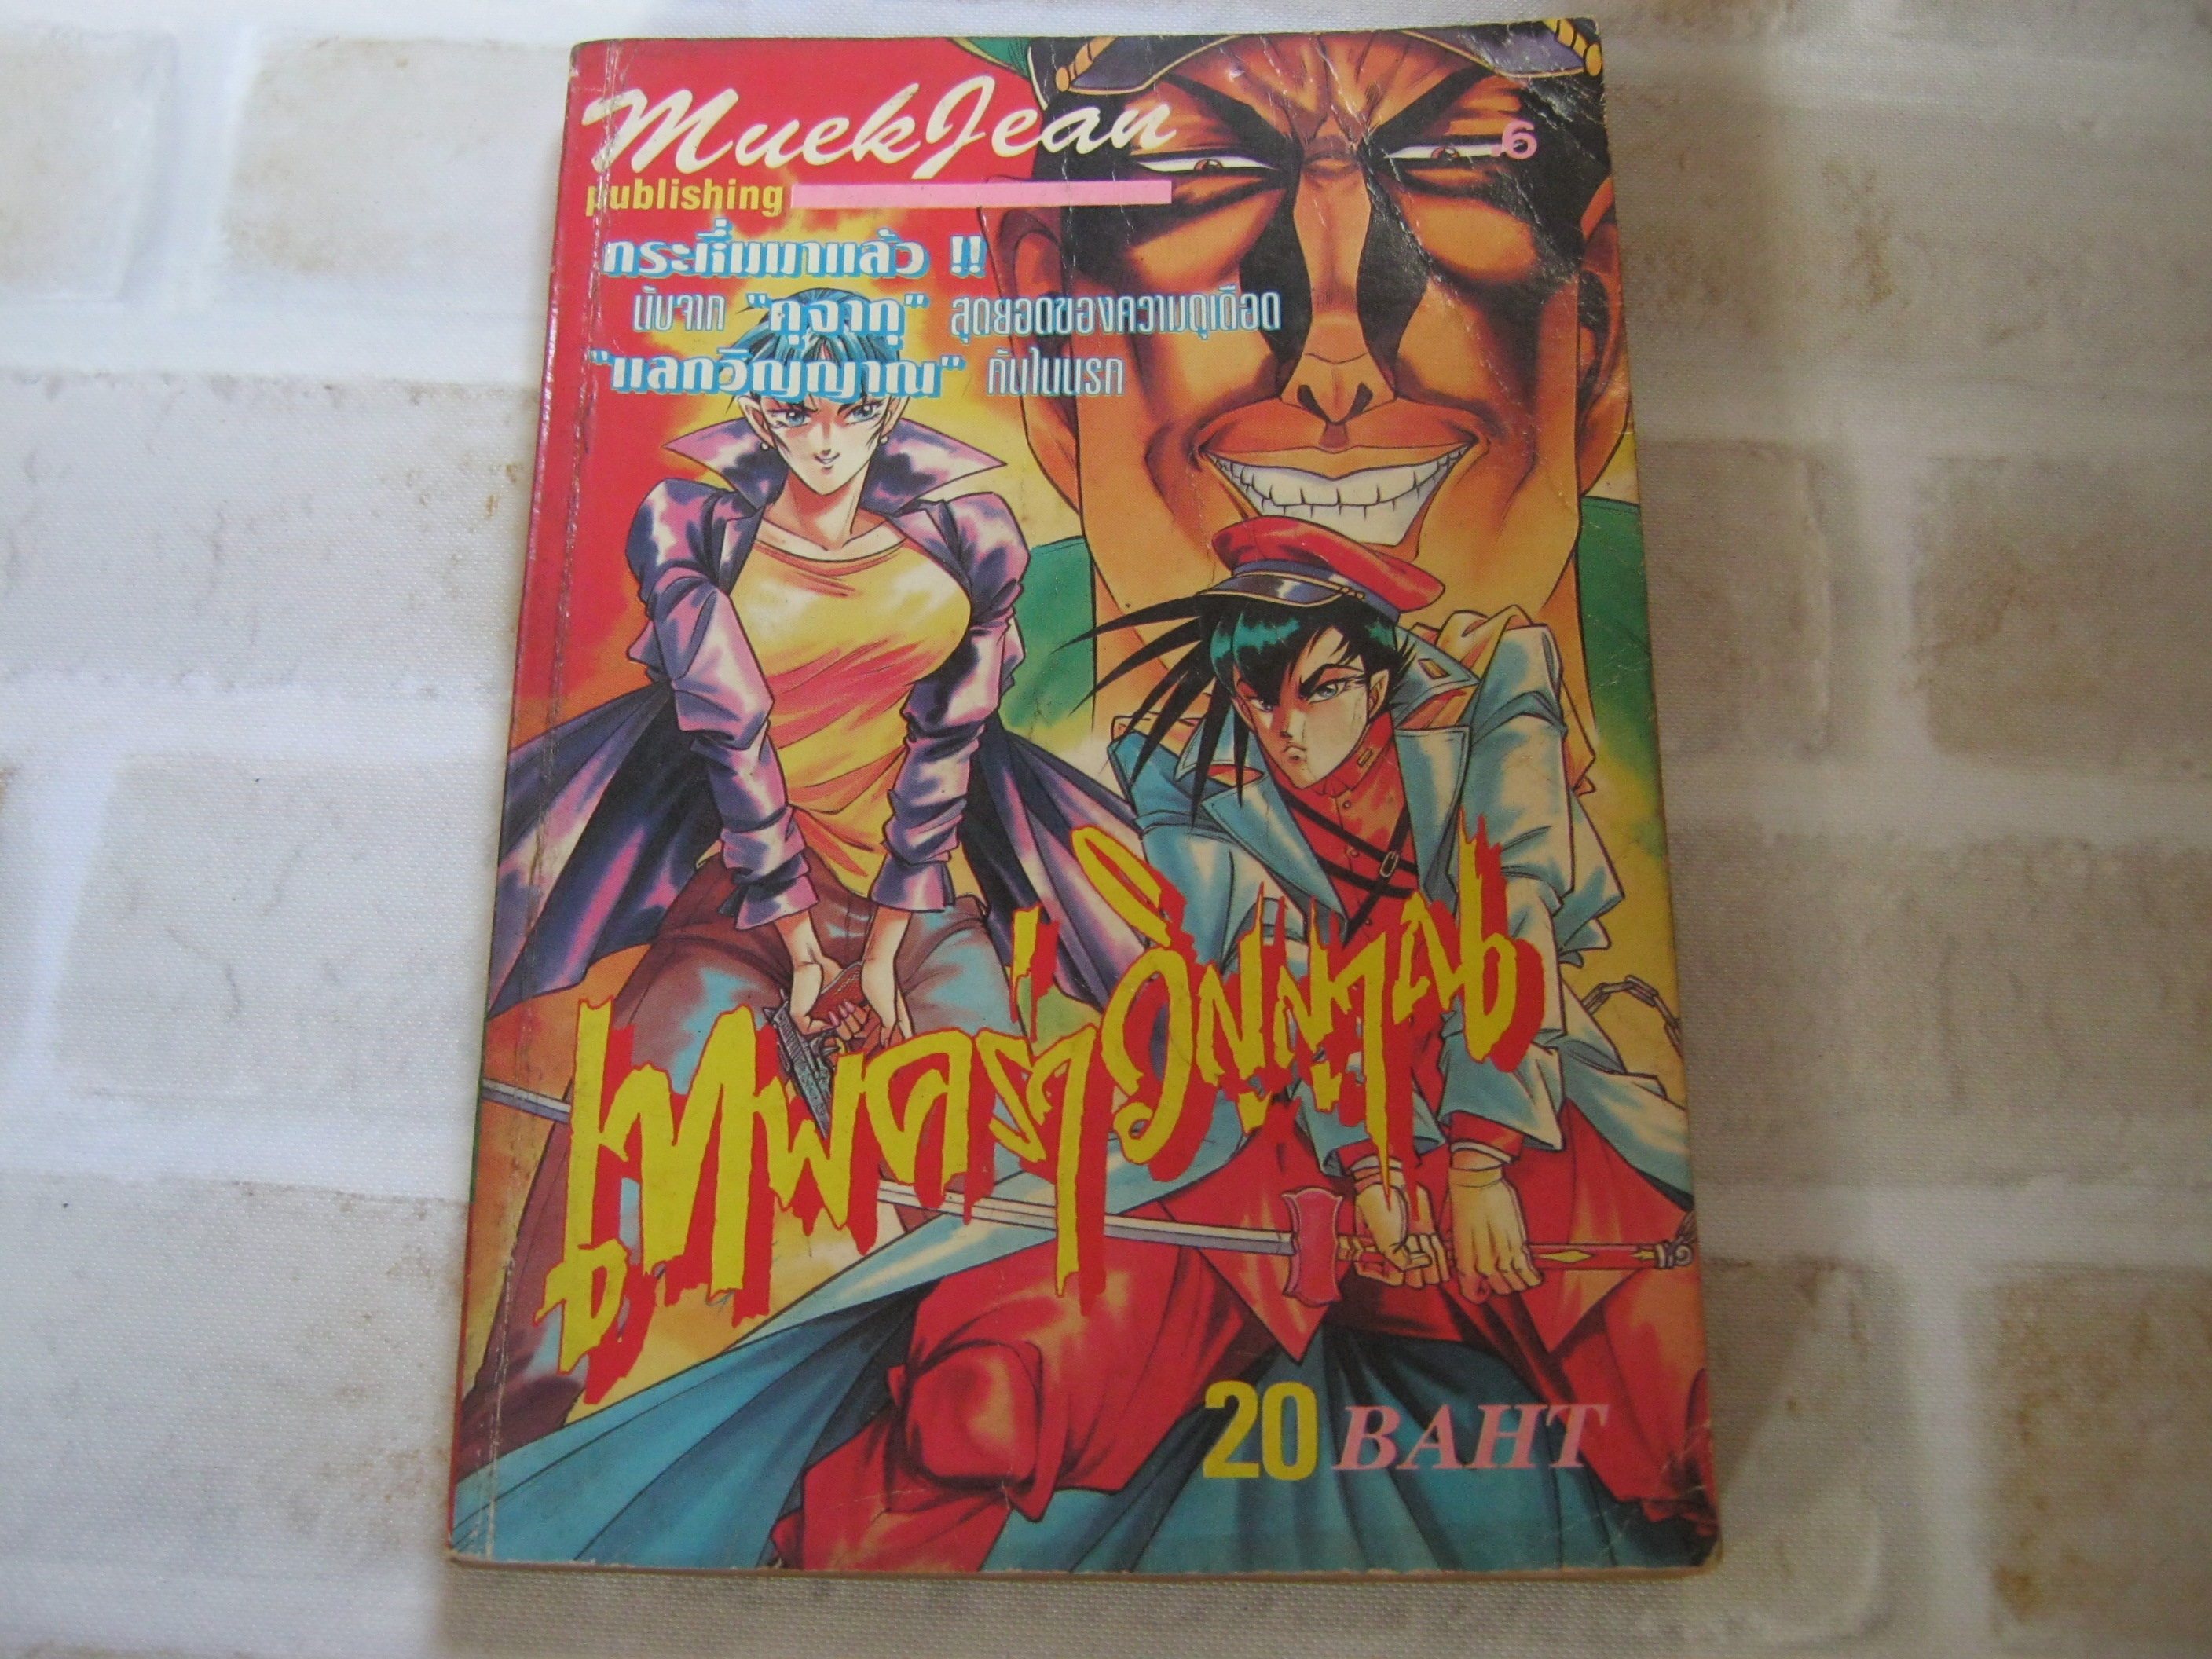 MuekJean
publishing
.6
กระหึ่มมาแล้ว !!
นับจาก "คุจากุ" สุดยอดของความดุเดือด
"แลกวิญญาณ" กันในนรก
เทพคร่าวิญญาณ
20 BAHT